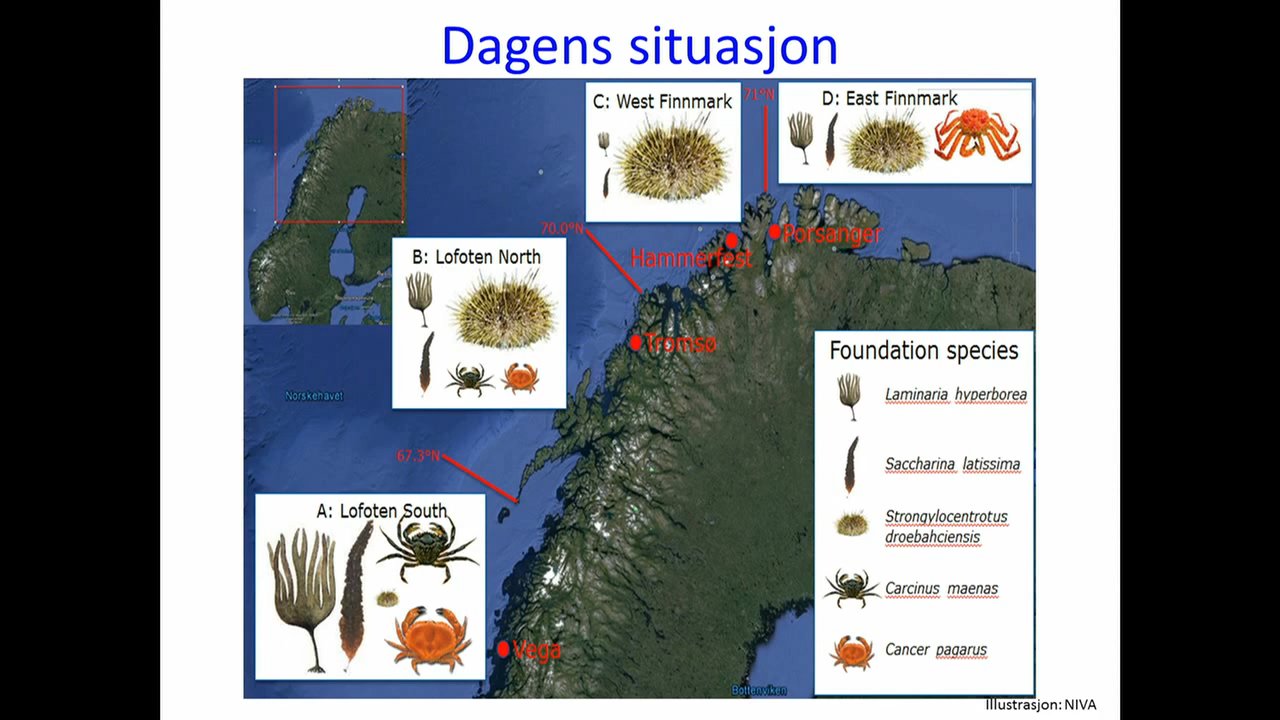 Dagens situasjon
C: West Finnmark
71°N
D: East Finnmark
70.0°N
Porsanger
Hammerfest
B: Lofoten North
Tromsø
Foundation species
Laminaria hyperborea
Norskehavet
Saccharina latissima
67.3°N
A: Lofoten South
Strongylocentrotus
droebahciensis
Carcinus maenas
Vega
Cancer pagarus
Bottenviken
Illustrasjon: NIVA